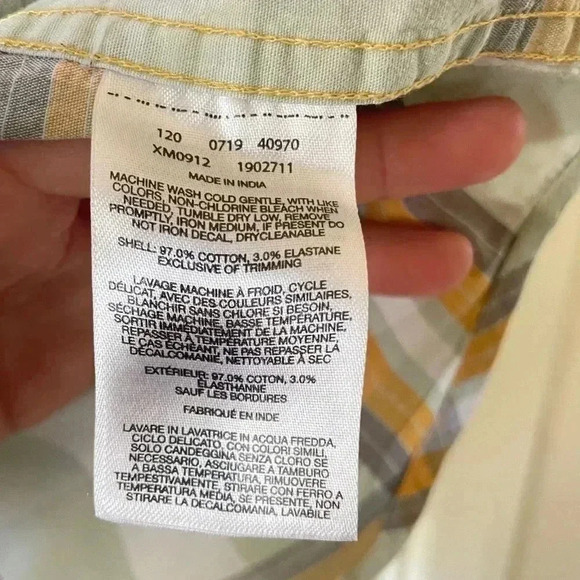 120 0719 40970
XM0912 1902711
MADE IN INDIA
MACHINE WASH COLD GENTLE, WITH LIKE
COLORS, NON-CHLORINE BLEACH WHEN
NEEDED, TUMBLE DRY LOW, REMOVE
PROMPTLY, IRON MEDIUM, IF PRESENT DO
NOT IRON DECAL, DRYCLEANABLE
SHELL: 97.0% COTTON, 3.0% ELASTANE
EXCLUSIVE OF TRIMMING
LAVAGE MACHINE À FROID, CYCLE
DÉLICAT, AVEC DES COULEURS SIMILAIRES,
BLANCHIR SANS CHLORE SI BESOIN,
SÉCHAGE MACHINE, BASSE TEMPÉRATURE,
SORTIR IMMÉDIATEMENT DE LA MACHINE,
REPASSER À TEMPÉRATURE MOYENNE,
LE CAS ÉCHÉANT, NE PAS REPASSER LA
DÉCALCOMANIE, NETTOYABLE À SEC
EXTÉRIEUR: 97.0% COTON, 3.0%
ÉLASTHANNE
SAUF LES BORDURES
FABRIQUÉ EN INDE
LAVARE IN LAVATRICE IN ACQUA FREDDA,
CICLO DELICATO, CON COLORI SIMILI,
SOLO CANDEGGINA SENZA CLORO SE
NECESSARIO, ASCIUGARE A TAMBURO
A BASSA TEMPERATURA, RIMUOVERE
TEMPESTIVAMENTE, STIRARE CON FERRO A
TEMPERATURA MEDIA, SE PRESENTE, NON
STIRARE LA DECALCOMANIA, LAVABILE